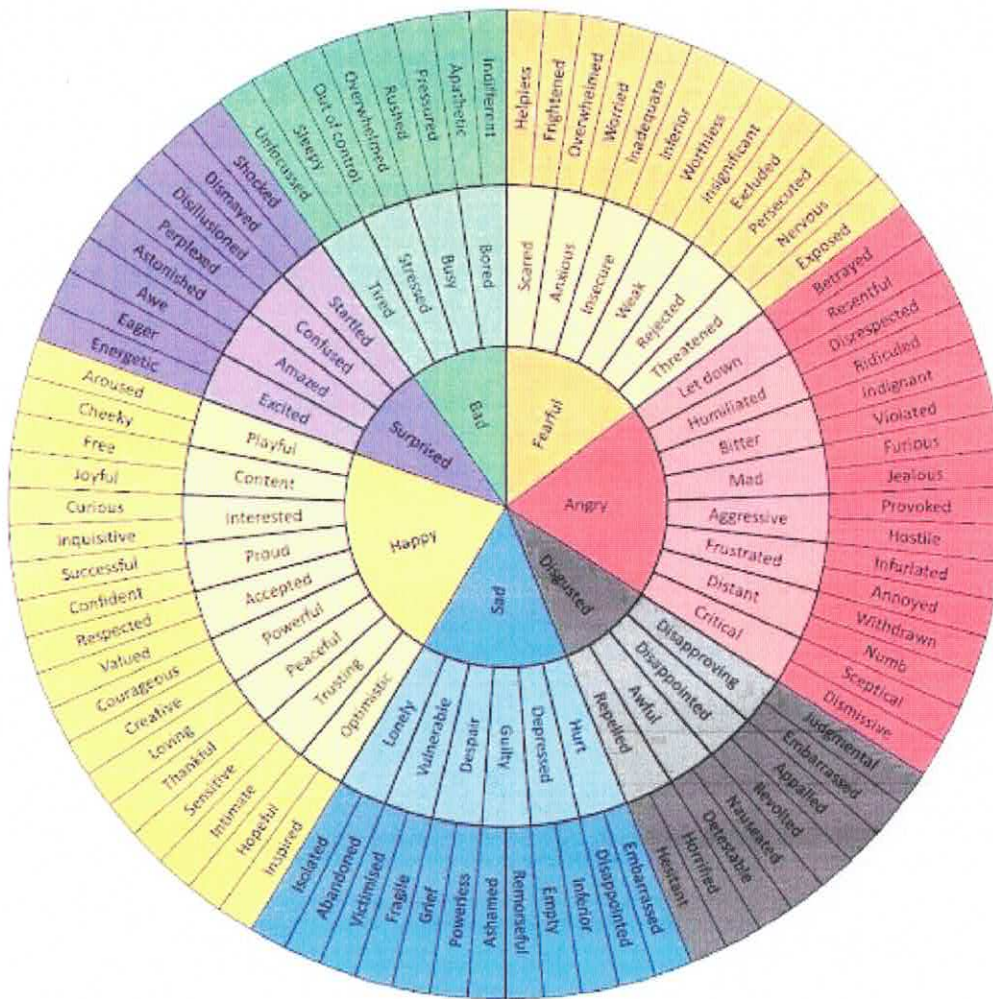 Fearful
Angry
Disgusted
Sad
Happy
Surprised
Bad
Scared
Anxious
Insecure
Weak
Rejected
Threatened
Let down
Humiliated
Bitter
Mad
Aggressive
Frustrated
Distant
Critical
Disapproving
Disappointed
Awful
Repelled
Hurt
Depressed
Guilty
Despair
Vulnerable
Lonely
Optimistic
Trusting
Peaceful
Powerful
Accepted
Proud
Interested
Content
Playful
Excited
Amazed
Confused
Startled
Tired
Stressed
Busy
Bored
Helpless
Frightened
Overwhelmed
Worried
Inadequate
Inferior
Worthless
Insignificant
Excluded
Persecuted
Nervous
Exposed
Betrayed
Resentful
Disrespected
Ridiculed
Indignant
Violated
Furious
Jealous
Provoked
Hostile
Infuriated
Annoyed
Withdrawn
Numb
Sceptical
Dismissive
Judgmental
Embarrassed
Appalled
Revolted
Nauseated
Detestable
Horrified
Hesitant
Embarrassed
Disappointed
Inferior
Empty
Remorseful
Ashamed
Powerless
Grief
Fragile
Victimised
Abandoned
Isolated
Inspired
Hopeful
Intimate
Sensitive
Thankful
Loving
Creative
Courageous
Valued
Respected
Confident
Successful
Inquisitive
Curious
Joyful
Free
Cheeky
Aroused
Energetic
Eager
Awe
Astonished
Perplexed
Disillusioned
Dismayed
Shocked
Unfocussed
Sleepy
Out of control
Overwhelmed
Rushed
Pressured
Apathetic
Indifferent